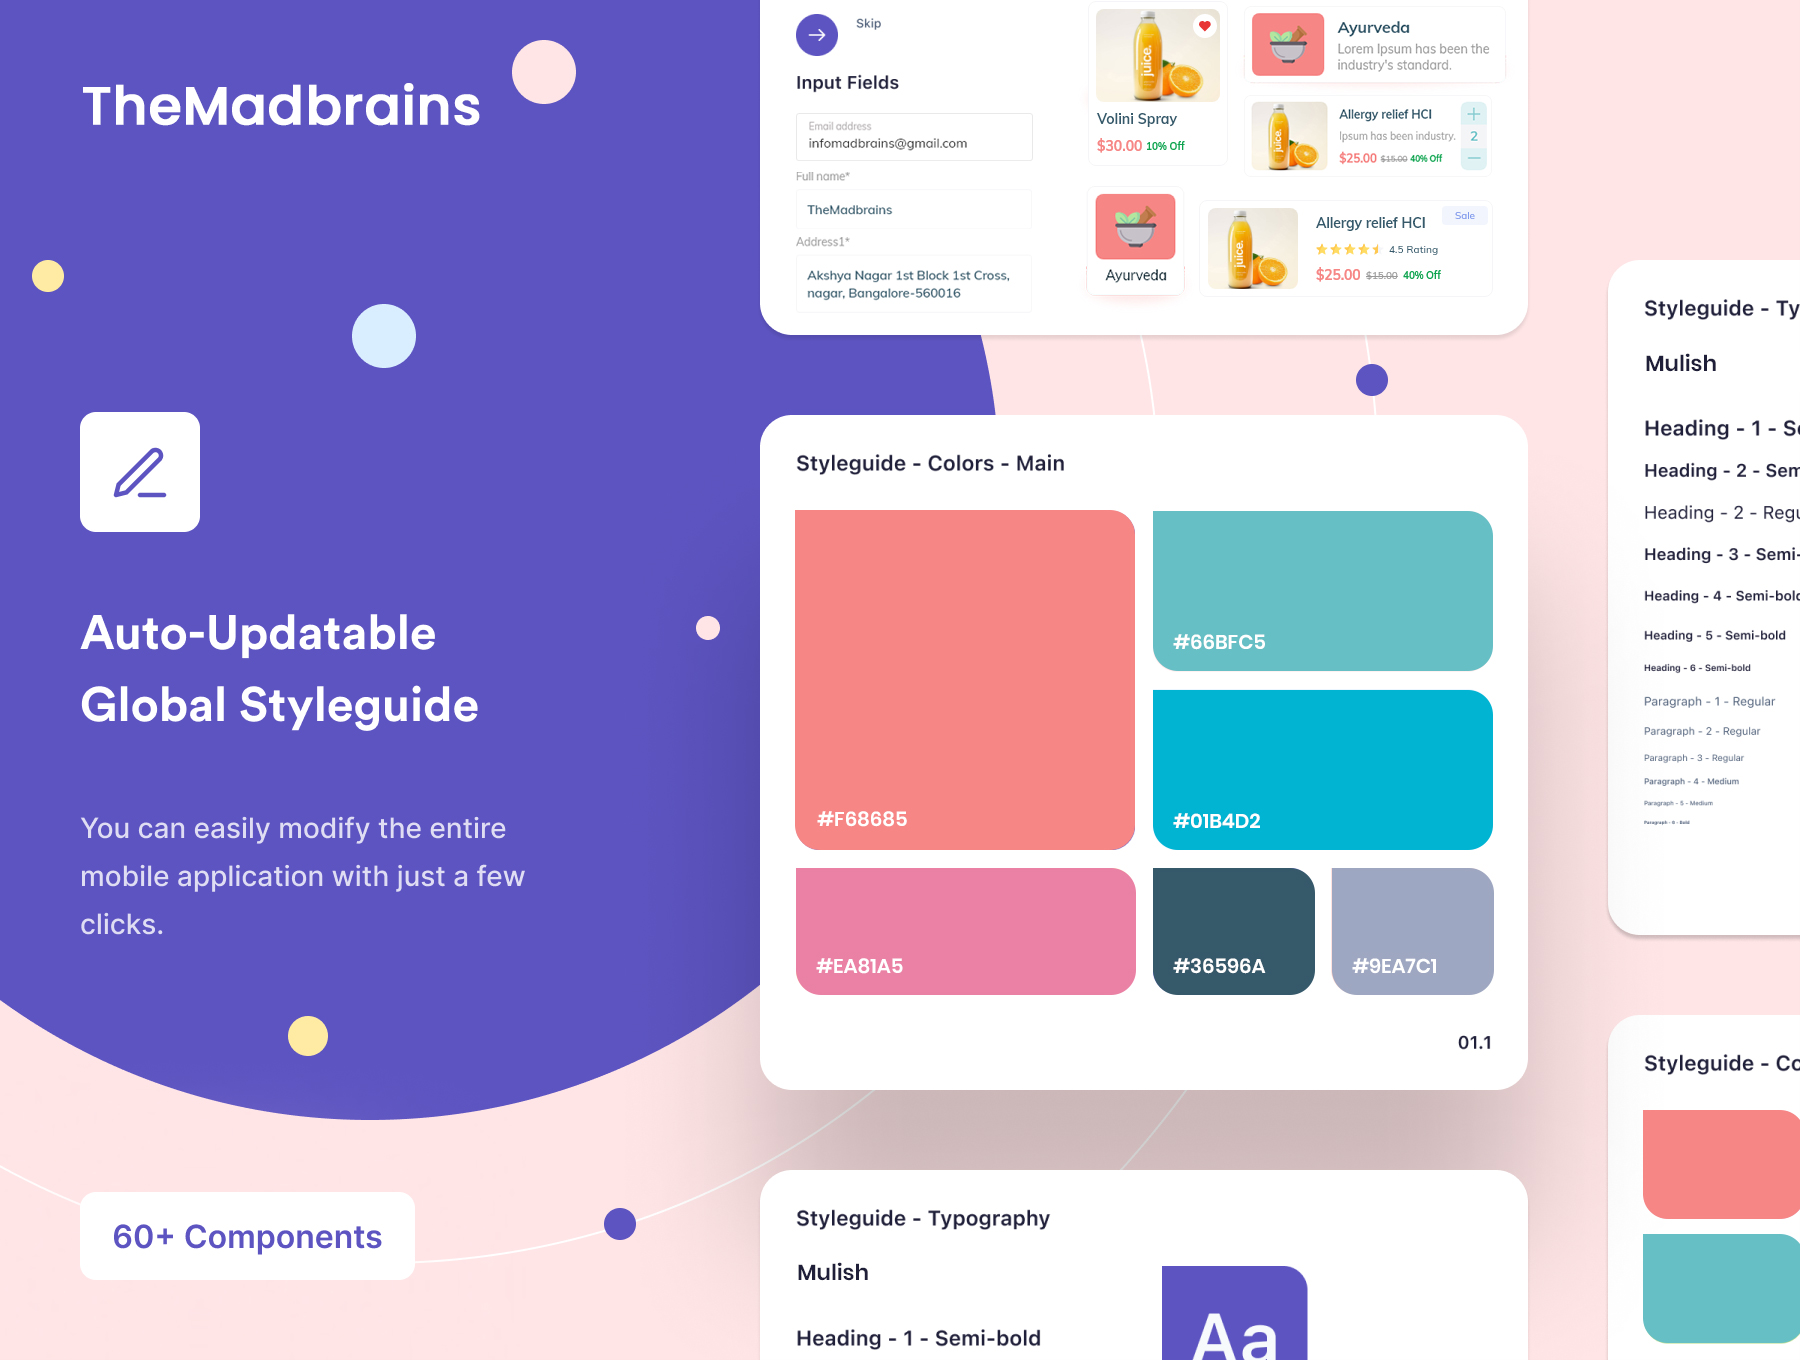 TheMadbrains
Auto-Updatable
Global Styleguide
You can easily modify the entire
mobile application with just a few
clicks.
60+ Components
Skip
Input Fields
Email address
infomadbrains@gmail.com
Full name*
TheMadbrains
Address1*
Akshya Nagar 1st Block 1st Cross,
nagar, Bangalore-560016
juice.
Volini Spray
$30.00 10% Off
Ayurveda
Lorem Ipsum has been the
industry's standard.
juice.
Allergy relief HCl
Ipsum has been industry.
$25.00 $15.00 40% Off
2
Ayurveda
juice.
Allergy relief HCl
Sale
4.5 Rating
$25.00 $15.00 40% Off
Styleguide - Colors - Main
#F68685
#66BFC5
#01B4D2
#EA81A5
#36596A
#9EA7C1
01.1
Styleguide - Typography
Mulish
Heading - 1 - Semi-bold
Aa
Styleguide - Ty
Mulish
Heading - 1 - Se
Heading - 2 - Sem
Heading - 2 - Regu
Heading - 3 - Semi-
Heading - 4 - Semi-bold
Heading - 5 - Semi-bold
Heading - 6 - Semi-bold
Paragraph - 1 - Regular
Paragraph - 2 - Regular
Paragraph - 3 - Regular
Paragraph - 4 - Medium
Paragraph - 5 - Medium
Paragraph - 6 - Bold
Styleguide - Co